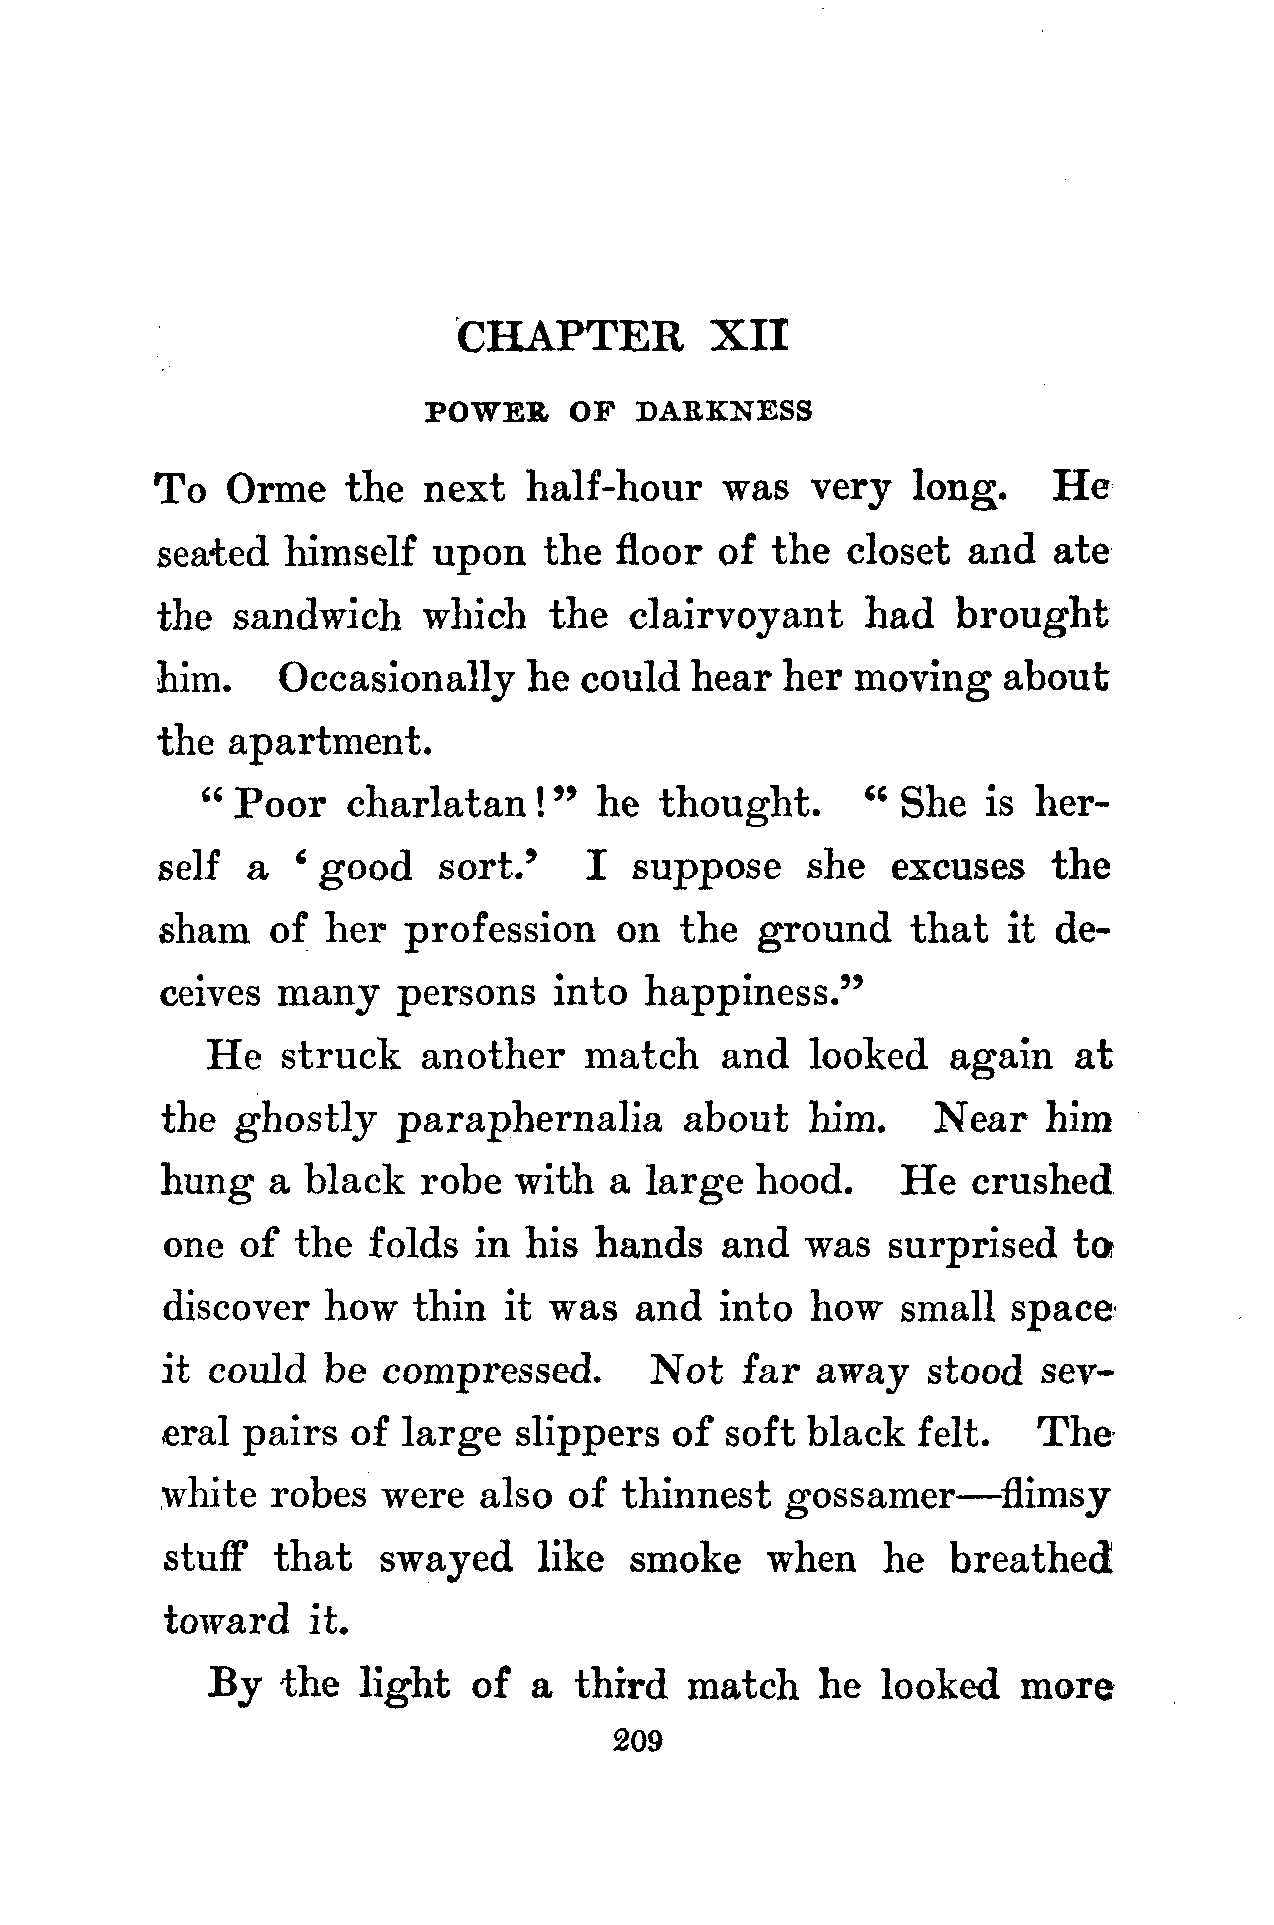 CHAPTER XII
POWER OF DARKNESS
To Orme the next half-hour was very long. He
seated himself upon the floor of the closet and ate
the sandwich which the clairvoyant had brought
him. Occasionally he could hear her moving about
the apartment.
“Poor charlatan!” he thought. “She is her-
self a ‘good sort.’ I suppose she excuses the
sham of her profession on the ground that it de-
ceives many persons into happiness.”
He struck another match and looked again at
the ghostly paraphernalia about him. Near him
hung a black robe with a large hood. He crushed
one of the folds in his hands and was surprised to
discover how thin it was and into how small space
it could be compressed. Not far away stood sev-
eral pairs of large slippers of soft black felt. The
white robes were also of thinnest gossamer—flimsy
stuff that swayed like smoke when he breathed
toward it.
By the light of a third match he looked more
209